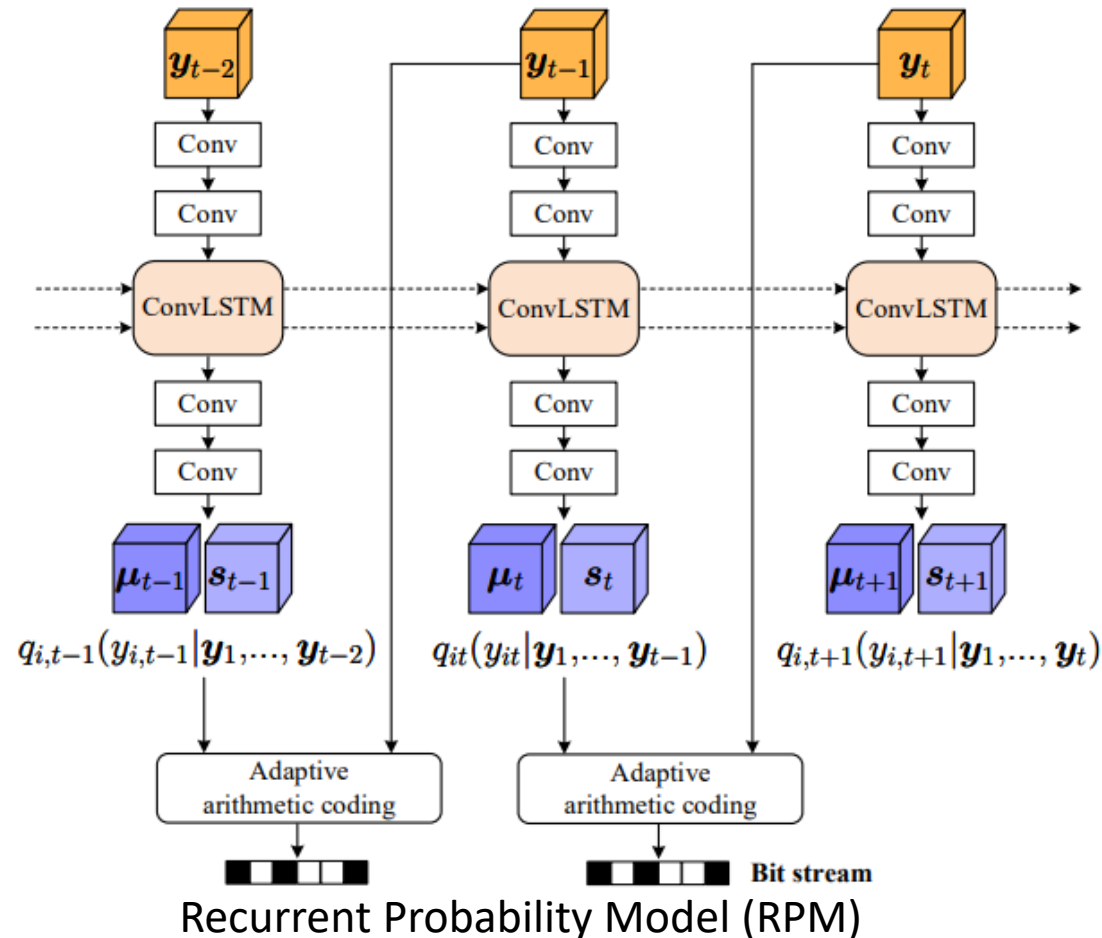 y_{t−2} y_{t−1} y_t
Conv Conv Conv
Conv Conv Conv
ConvLSTM ConvLSTM ConvLSTM
Conv Conv Conv
Conv Conv Conv
μ_{t−1} s_{t−1} μ_t s_t μ_{t+1} s_{t+1}
q_{i,t−1}(y_{i,t−1}|y_1,..., y_{t−2}) q_{it}(y_{it}|y_1,..., y_{t−1}) q_{i,t+1}(y_{i,t+1}|y_1,..., y_t)
Adaptive Adaptive
arithmetic coding arithmetic coding
Bit stream
Recurrent Probability Model (RPM)